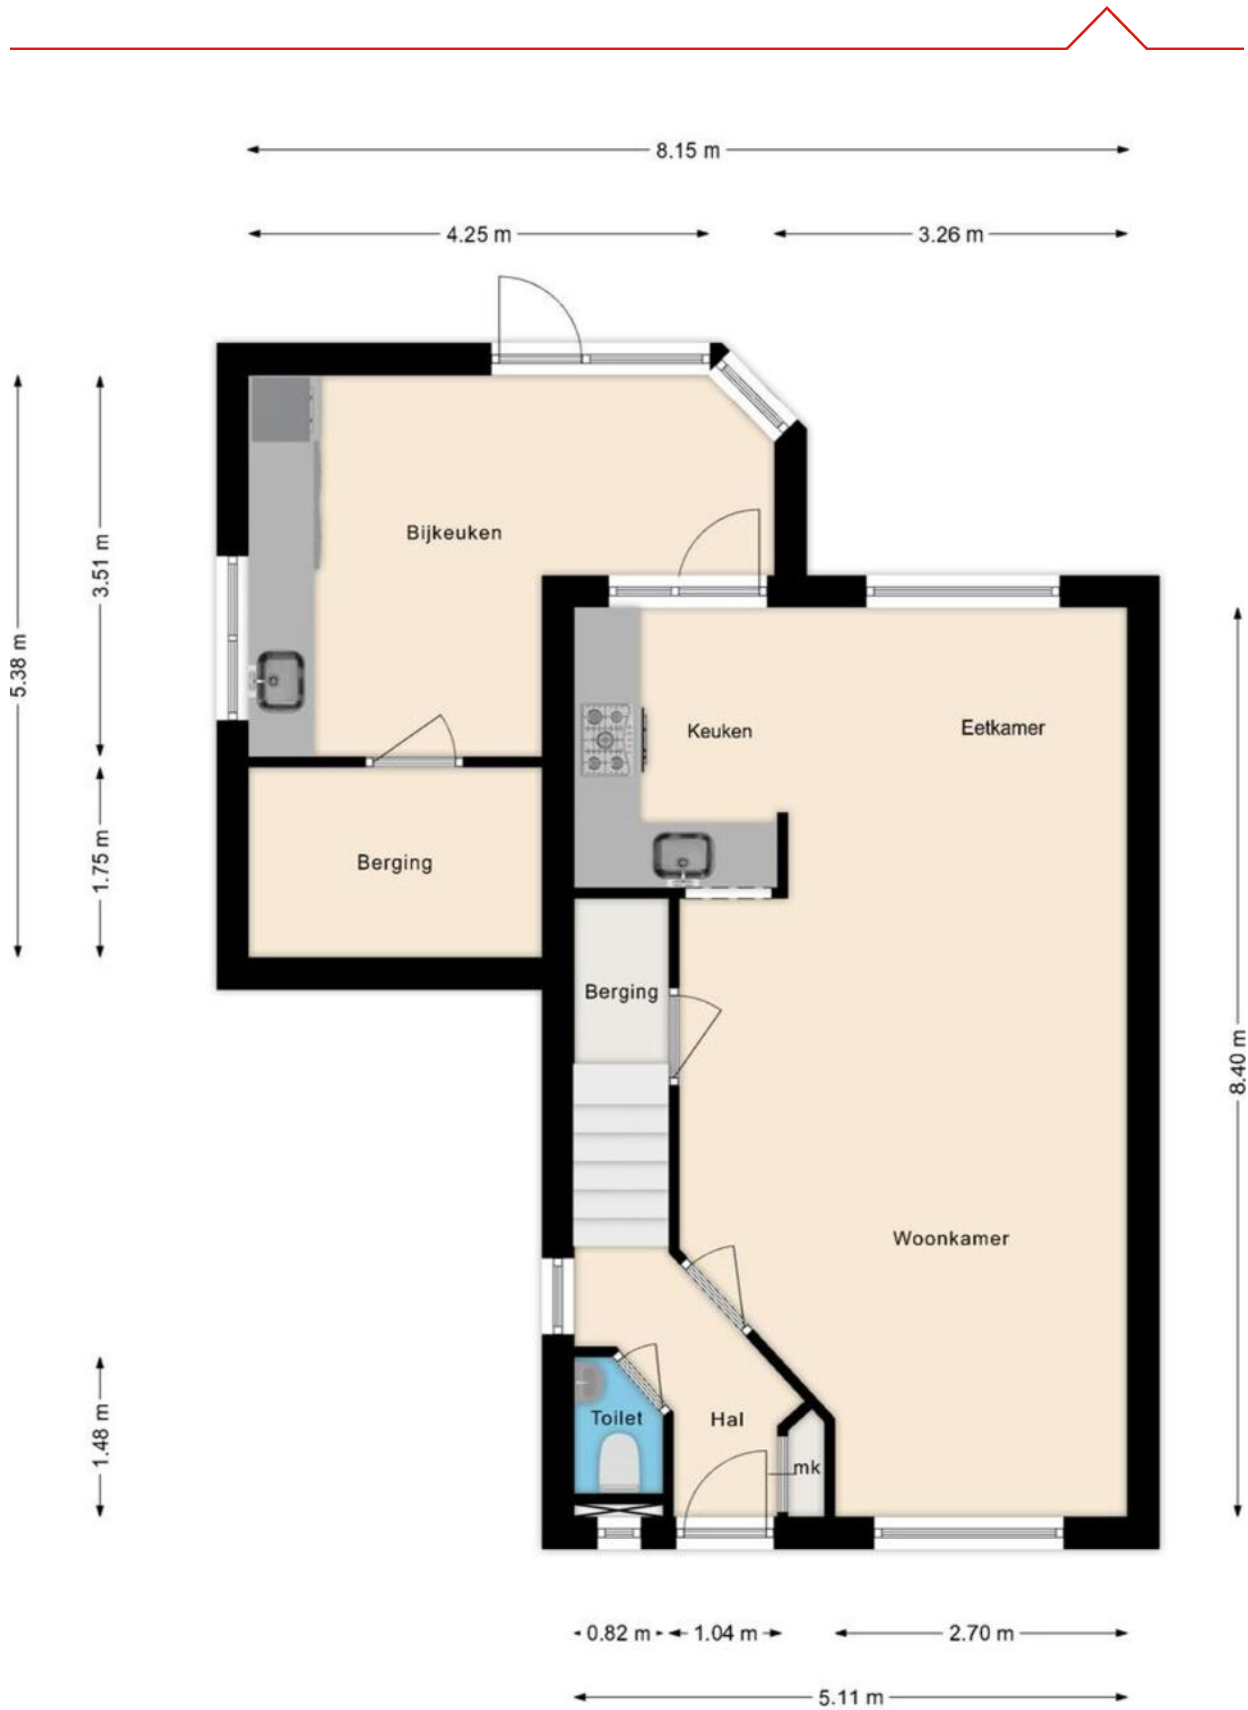 8.15 m
4.25 m
3.26 m
Bijkeuken
3.51 m
5.38 m
Keuken
Eetkamer
1.75 m
Berging
Berging
8.40 m
Woonkamer
Toilet
Hal
1.48 m
mk
0.82 m
1.04 m
2.70 m
5.11 m